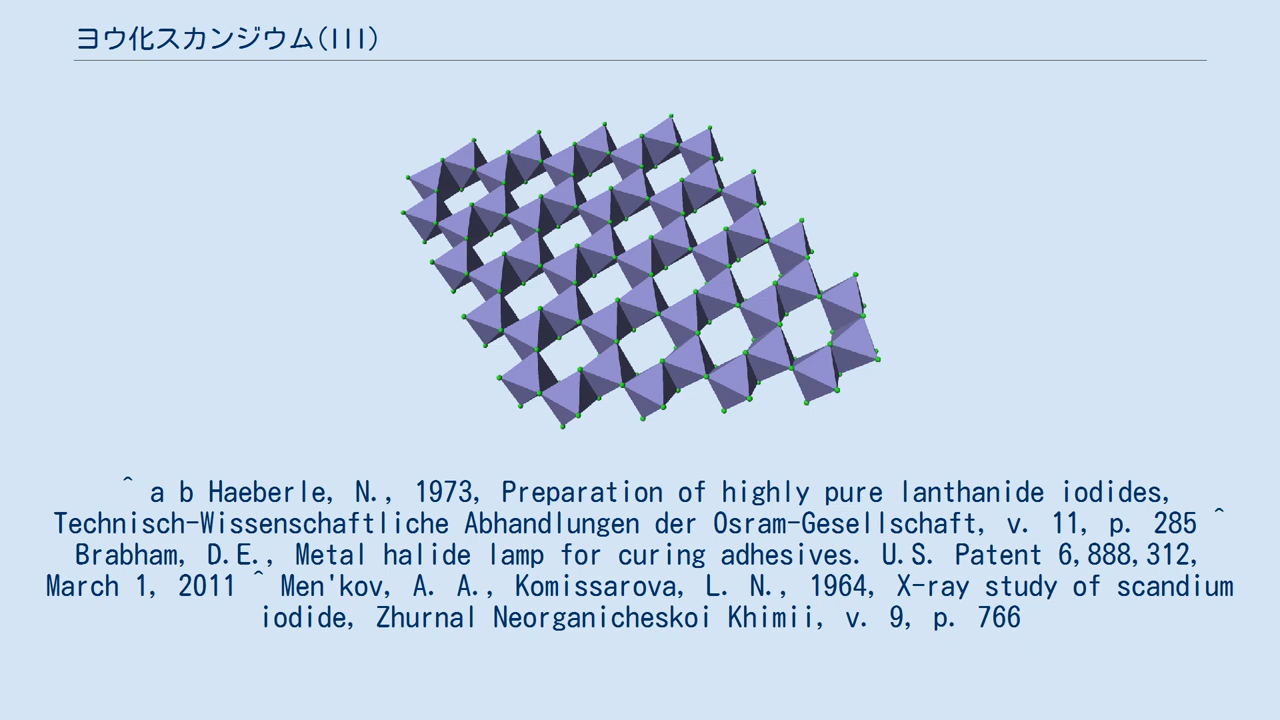 ヨウ化スカンジウム(III)
^ a b Haeberle, N., 1973, Preparation of highly pure lanthanide iodides,
Technisch-Wissenschaftliche Abhandlungen der Osram-Gesellschaft, v. 11, p. 285 ^
Brabham, D.E., Metal halide lamp for curing adhesives. U.S. Patent 6,888,312,
March 1, 2011 ^ Men'kov, A. A., Komissarova, L. N., 1964, X-ray study of scandium
iodide, Zhurnal Neorganicheskoi Khimii, v. 9, p. 766